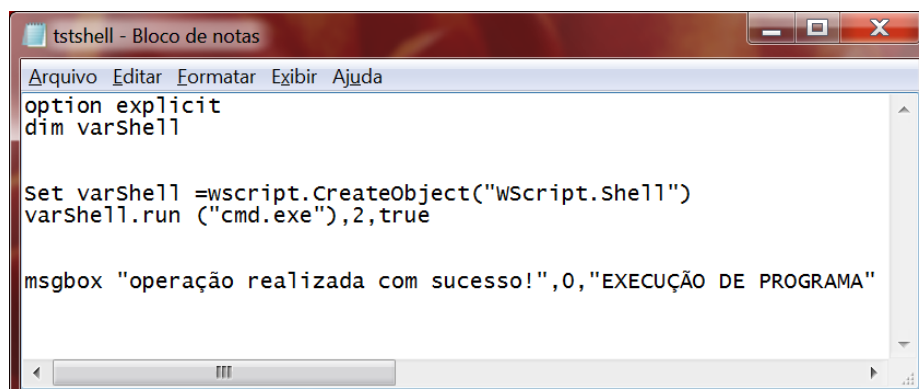 tstshell - Bloco de notas
Arquivo Editar Formatar Exibir Ajuda
option explicit
dim varShell
Set varShell =wscript.CreateObject("WScript.Shell")
varShell.run ("cmd.exe"),2,true
msgbox "operação realizada com sucesso!",0,"EXECUÇÃO DE PROGRAMA"